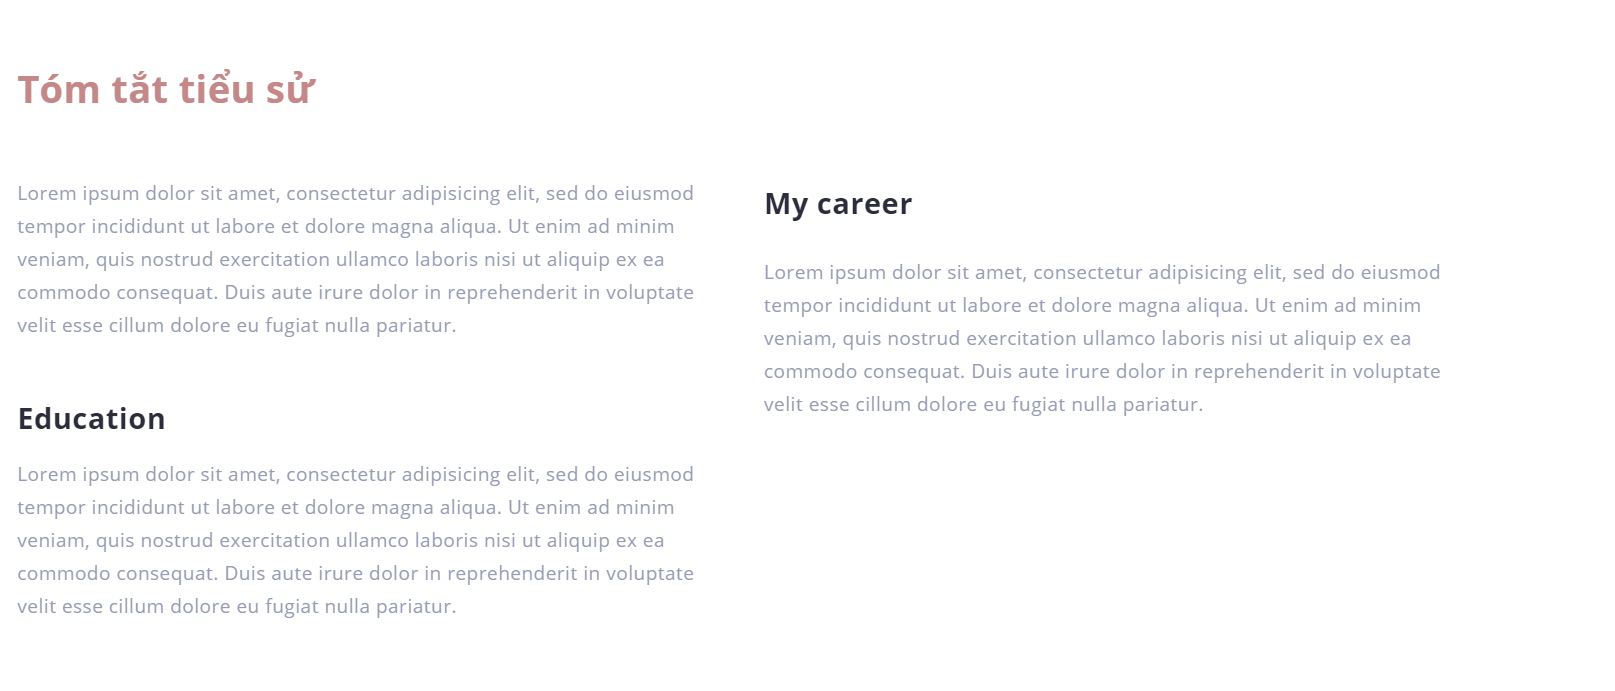 Tóm tắt tiểu sử
Lorem ipsum dolor sit amet, consectetur adipisicing elit, sed do eiusmod
tempor incididunt ut labore et dolore magna aliqua. Ut enim ad minim
veniam, quis nostrud exercitation ullamco laboris nisi ut aliquip ex ea
commodo consequat. Duis aute irure dolor in reprehenderit in voluptate
velit esse cillum dolore eu fugiat nulla pariatur.
Education
Lorem ipsum dolor sit amet, consectetur adipisicing elit, sed do eiusmod
tempor incididunt ut labore et dolore magna aliqua. Ut enim ad minim
veniam, quis nostrud exercitation ullamco laboris nisi ut aliquip ex ea
commodo consequat. Duis aute irure dolor in reprehenderit in voluptate
velit esse cillum dolore eu fugiat nulla pariatur.
My career
Lorem ipsum dolor sit amet, consectetur adipisicing elit, sed do eiusmod
tempor incididunt ut labore et dolore magna aliqua. Ut enim ad minim
veniam, quis nostrud exercitation ullamco laboris nisi ut aliquip ex ea
commodo consequat. Duis aute irure dolor in reprehenderit in voluptate
velit esse cillum dolore eu fugiat nulla pariatur.